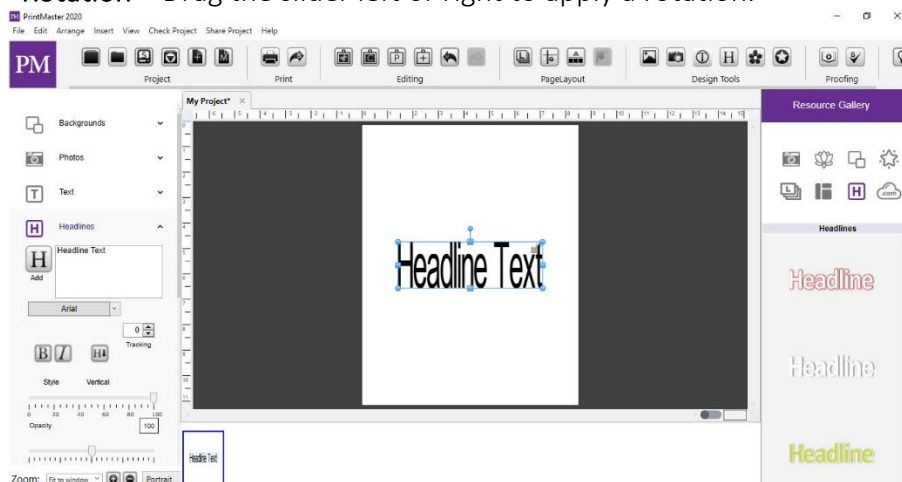 Rotation – Drag the slider left or right to apply a rotation.
PrintMaster 2020
File Edit Arrange Insert View Check Project Share Project Help
PM
Project Print Editing PageLayout Design Tools Proofing
My Project*
Resource Gallery
Backgrounds
Photos
Text
Headlines
Headline Text
Add
Arial
0
Tracking
Style Vertical
0 20 40 60 80 100
Opacity 100
Zoom: Fit to window Portrait
Headline Text
Headline Text
Headlines
Headline
Headline
Headline